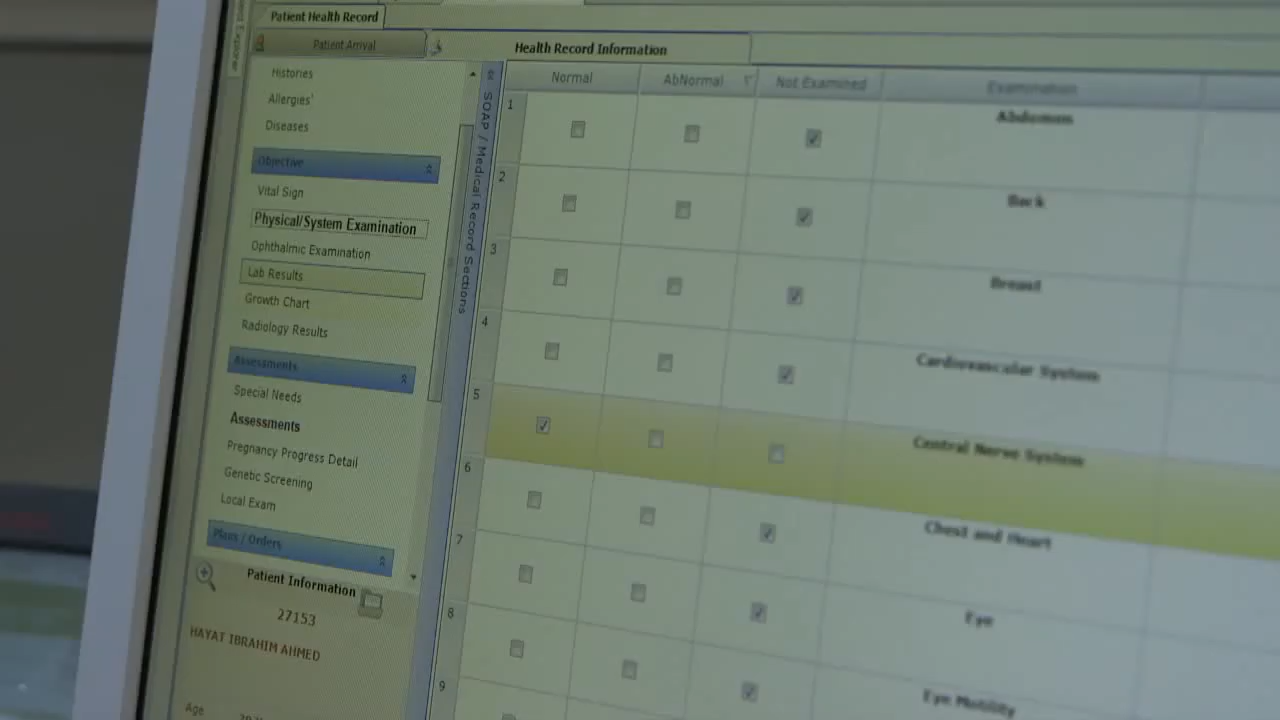 Patient Health Record
Patient Arrival
Health Record Information
Histories
Allergies'
Diseases
Objective
Vital Sign
Physical/System Examination
Ophthalmic Examination
Lab Results
Growth Chart
Radiology Results
Assessments
Special Needs
Assessments
Pregnancy Progress Detail
Genetic Screening
Local Exam
Plans / Orders
Patient Information
27153
HAYAT IBRAHIM AHMED
Age
SOAP / Medical Record Sections
Normal AbNormal Not Examined Examination
1 Abdomen
2 Back
3 Breast
4 Cardiovascular System
5 Central Nerve System
6 Chest and Heart
7 Eye
8 Eye Motility
9